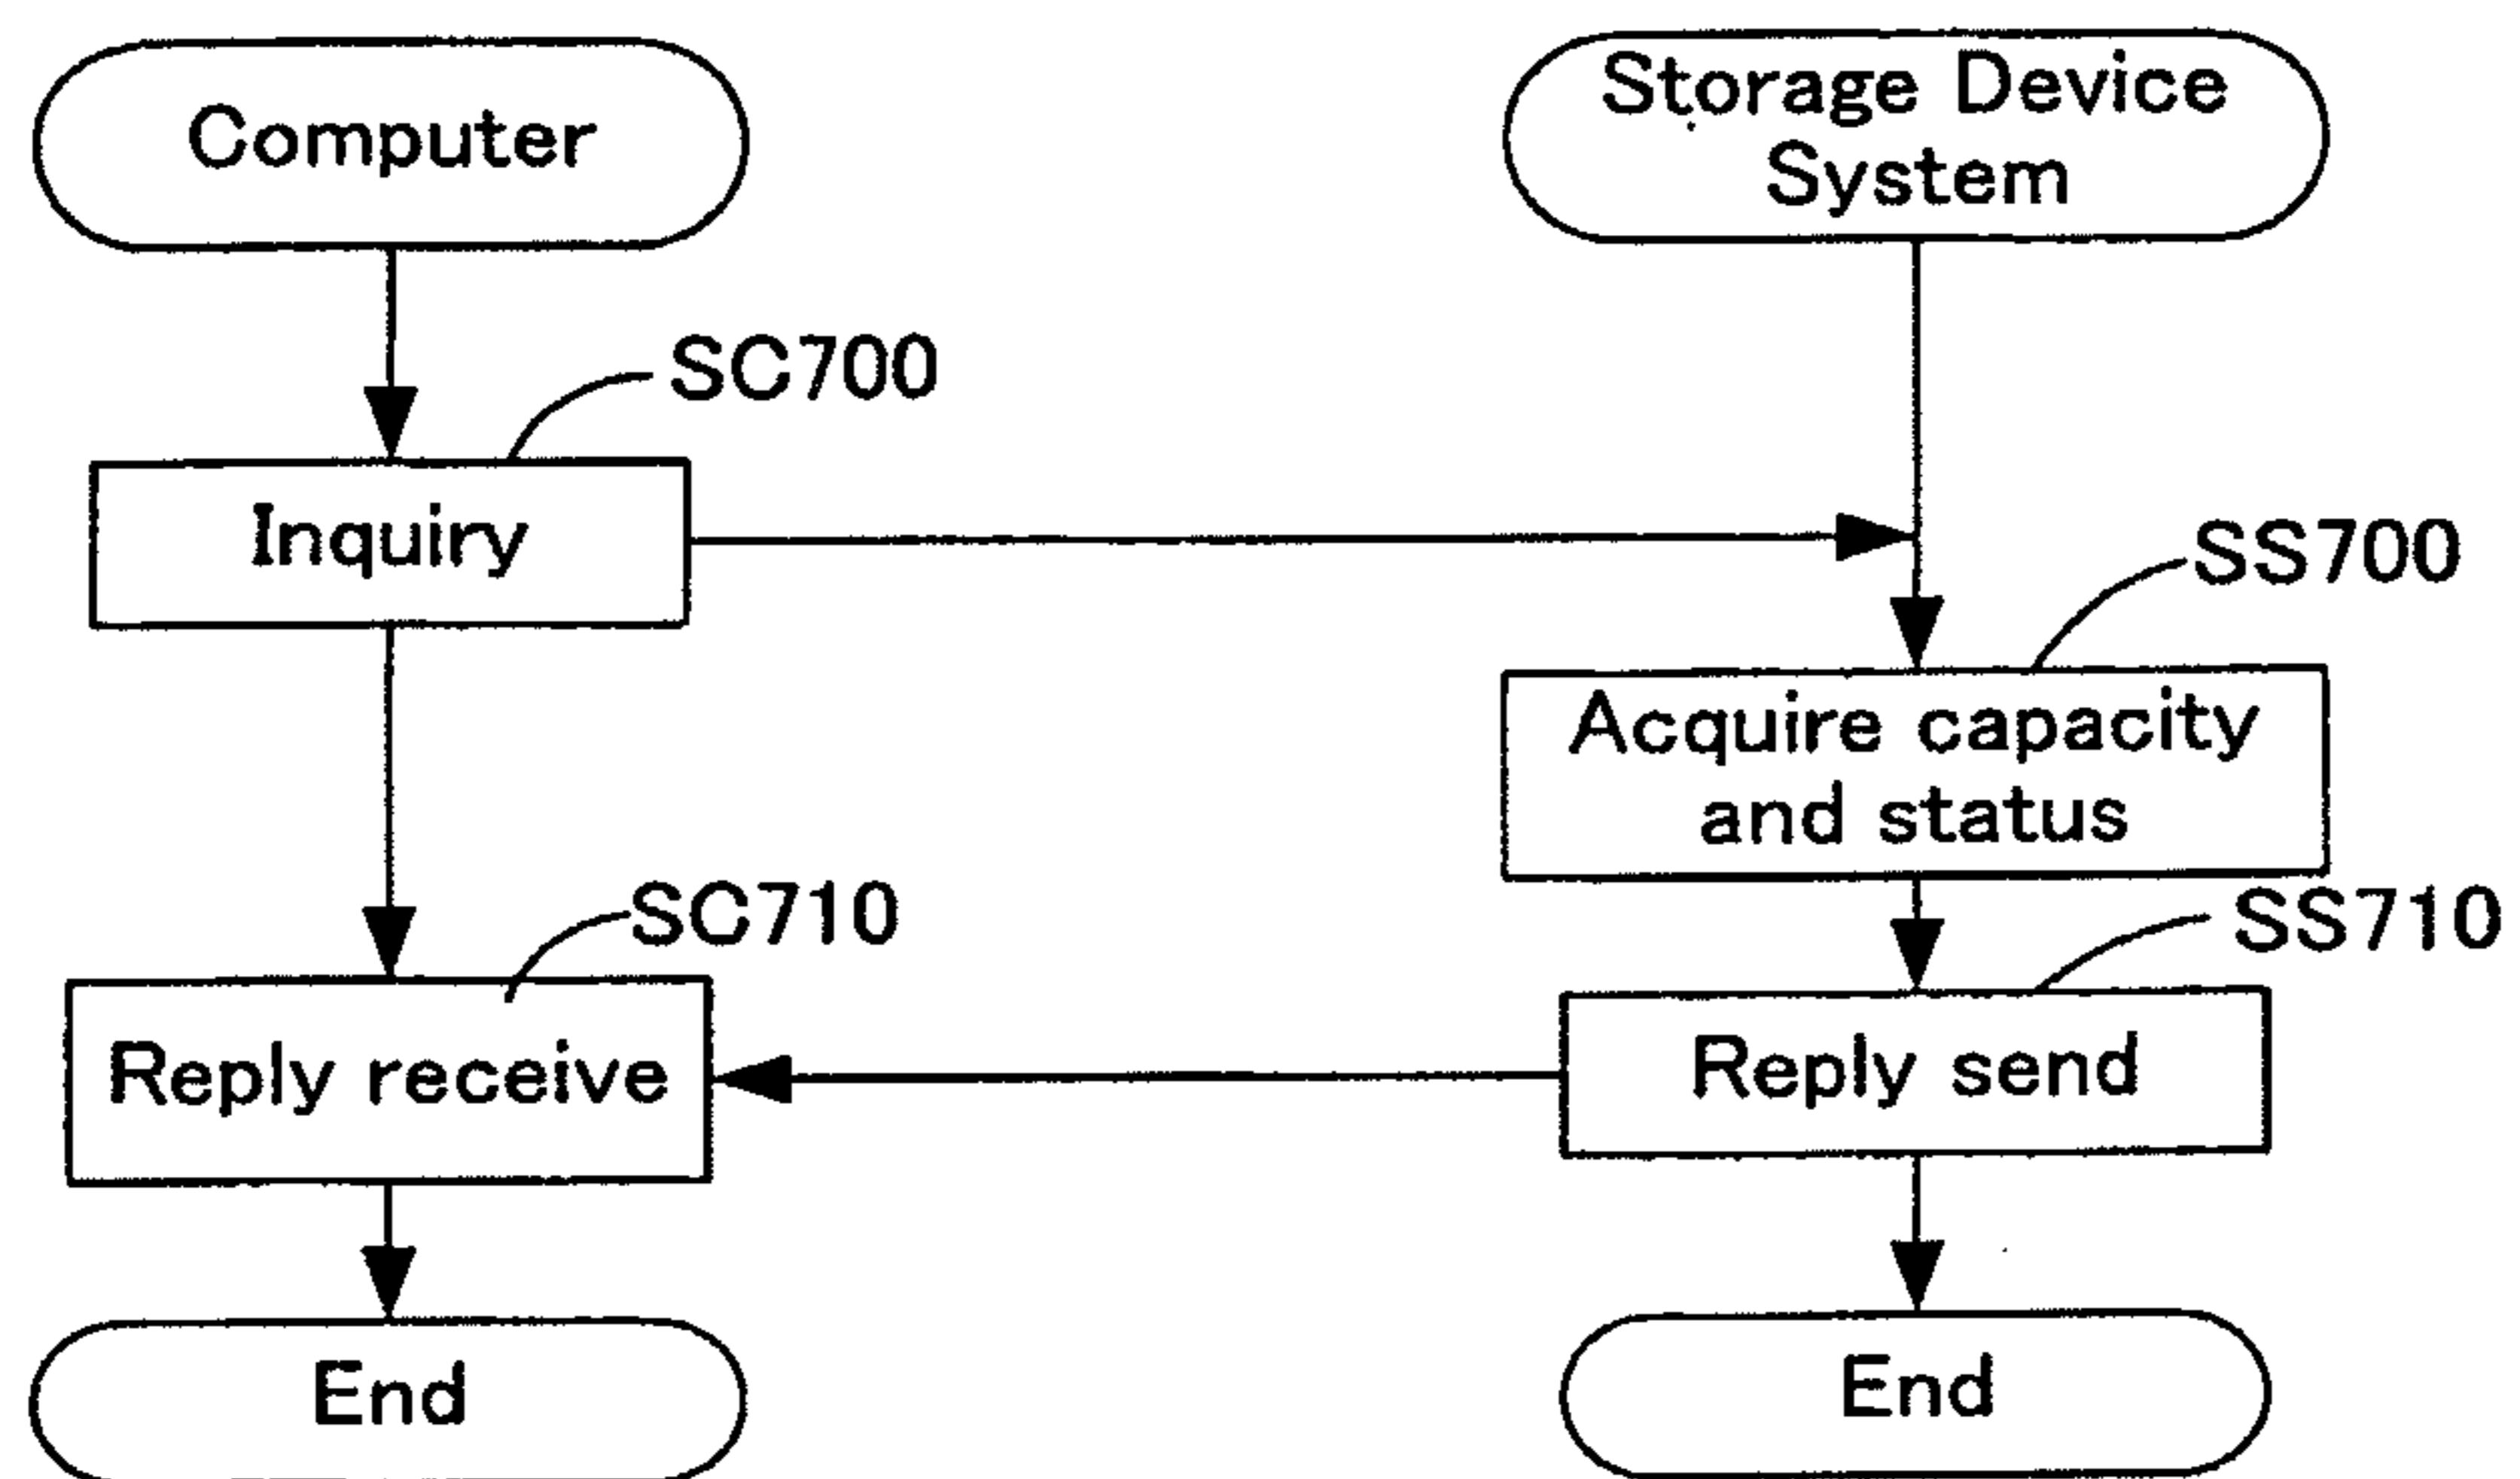 Computer
Storage Device
System
SC700
Inquiry
SS700
Acquire capacity
and status
SC710
SS710
Reply receive
Reply send
End
End